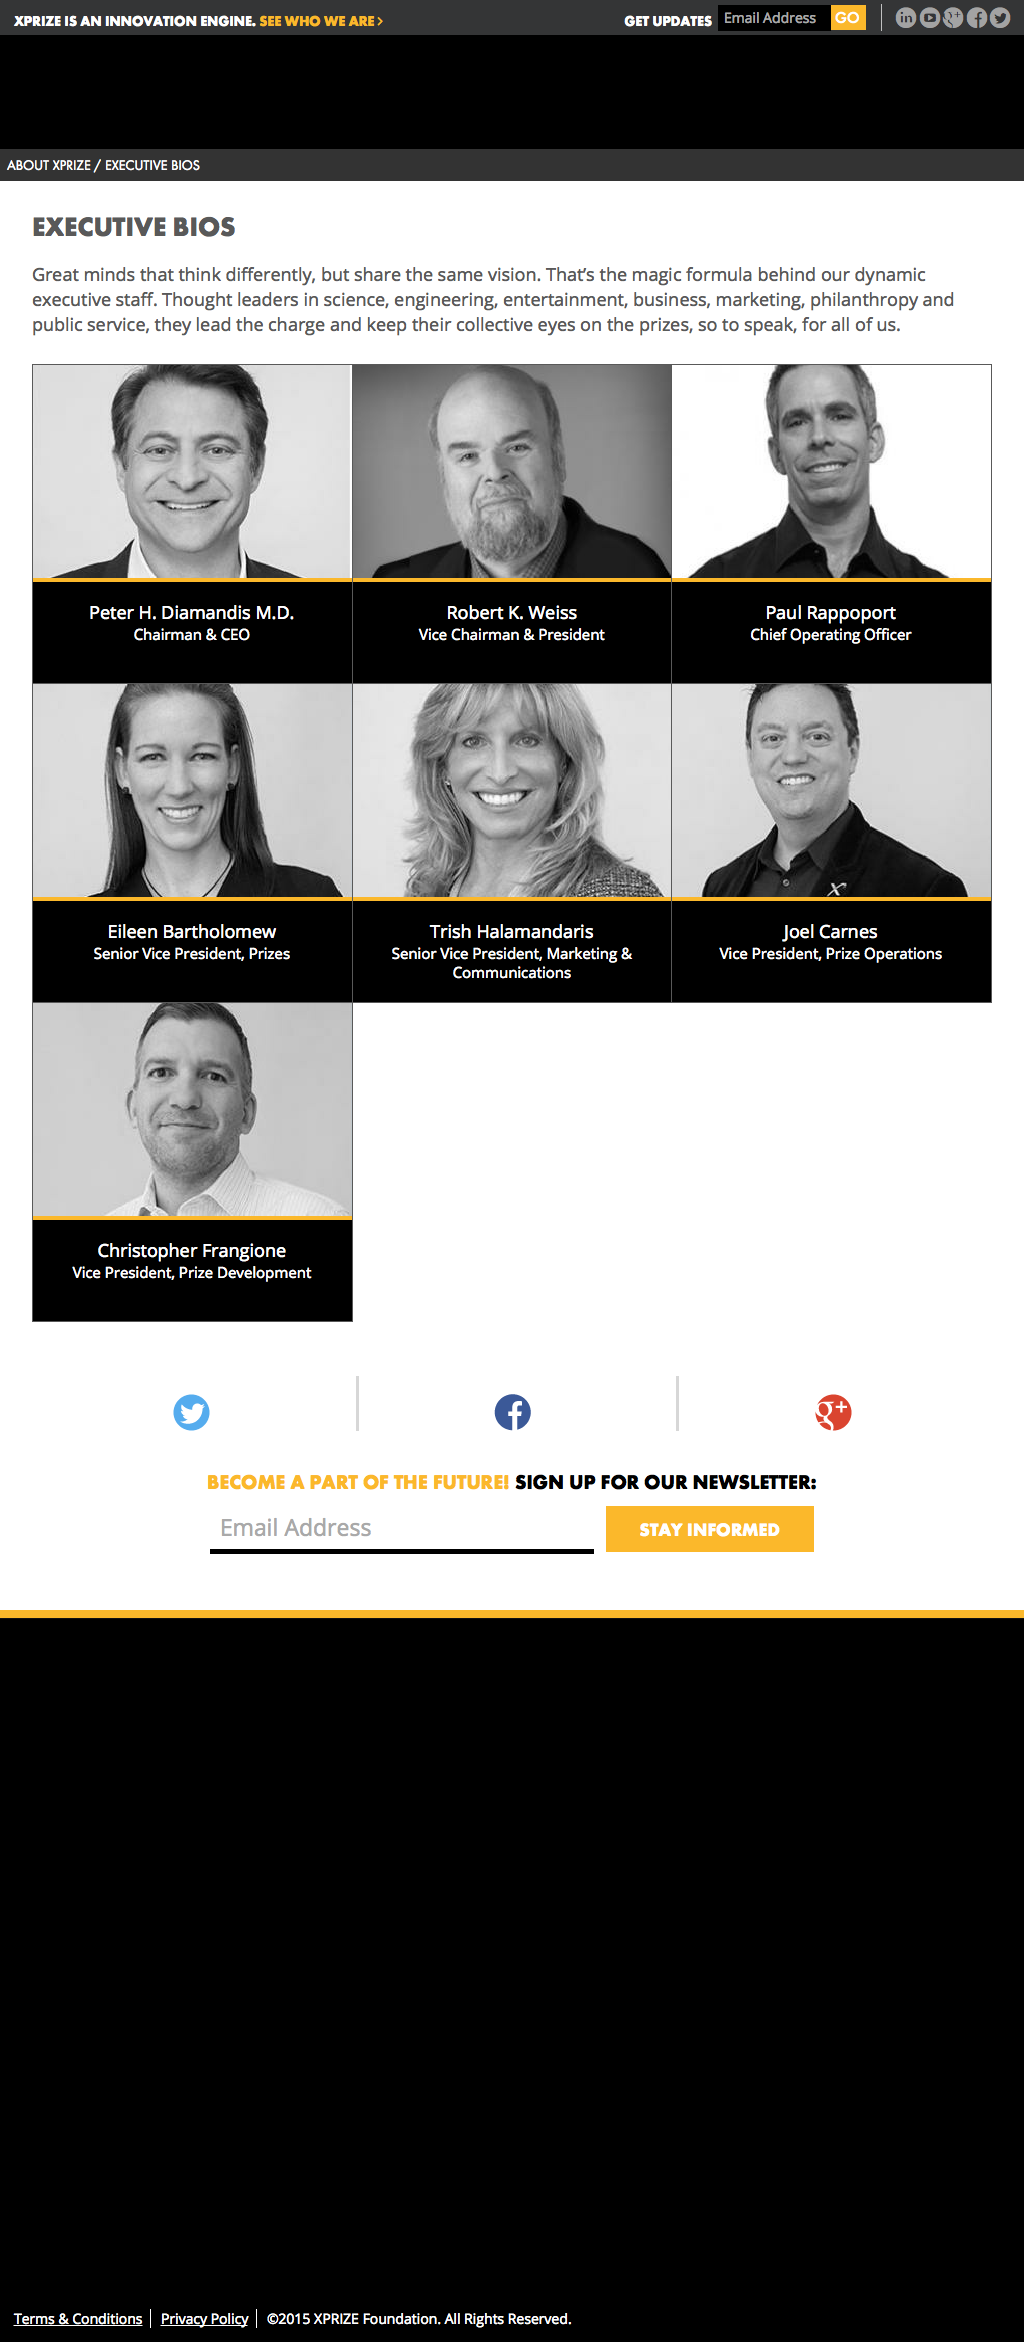 XPRIZE IS AN INNOVATION ENGINE. SEE WHO WE ARE >
GET UPDATES Email Address GO
ABOUT XPRIZE / EXECUTIVE BIOS
EXECUTIVE BIOS
Great minds that think differently, but share the same vision. That’s the magic formula behind our dynamic
executive staff. Thought leaders in science, engineering, entertainment, business, marketing, philanthropy and
public service, they lead the charge and keep their collective eyes on the prizes, so to speak, for all of us.
Peter H. Diamandis M.D.
Chairman & CEO
Robert K. Weiss
Vice Chairman & President
Paul Rappoport
Chief Operating Officer
Eileen Bartholomew
Senior Vice President, Prizes
Trish Halamandaris
Senior Vice President, Marketing &
Communications
Joel Carnes
Vice President, Prize Operations
Christopher Frangione
Vice President, Prize Development
BECOME A PART OF THE FUTURE! SIGN UP FOR OUR NEWSLETTER:
Email Address
STAY INFORMED
Terms & Conditions
Privacy Policy
©2015 XPRIZE Foundation. All Rights Reserved.